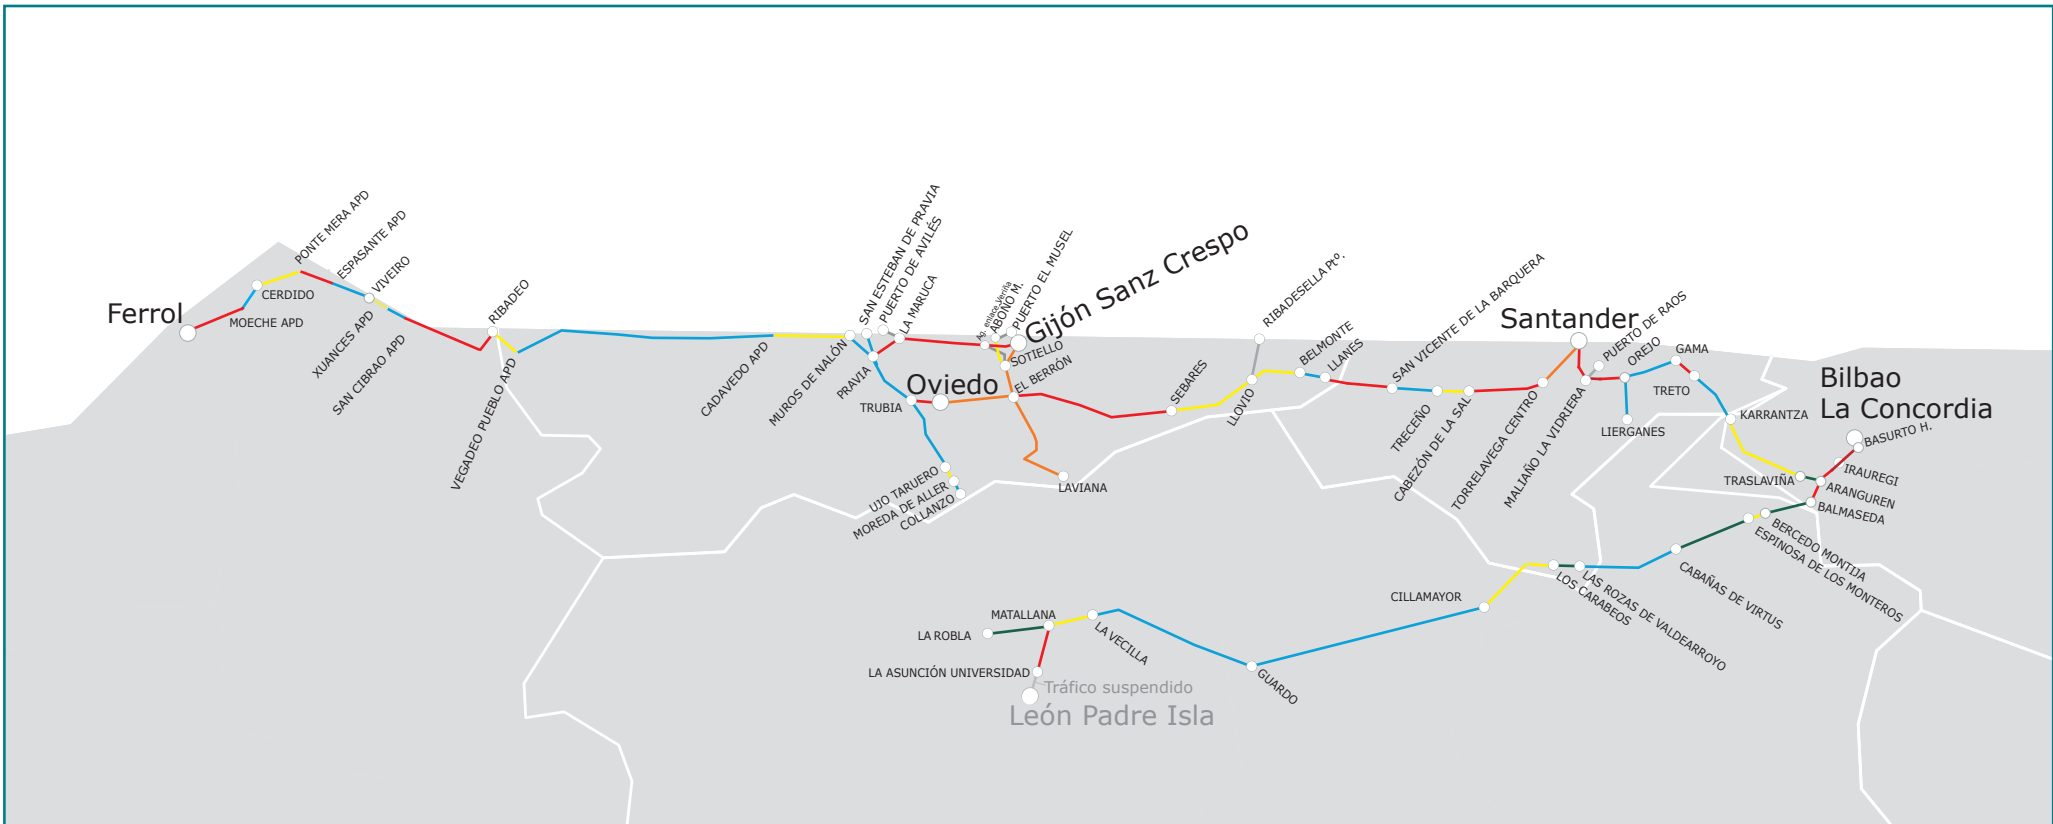 Ferrol
MOECHE APD
CERDIDO
PONTE MERA APD
ESPASANTE APD
VIVEIRO
XUANCES APD
SAN CIBRAO APD
RIBADEO
VEGADEO PUEBLO APD
CADAVEDO APD
MUROS DE NALÓN
SAN ESTEBAN DE PRAVIA
PUERTO DE AVILÉS
PRAVIA
LA MARUCA
TRUBIA
Oviedo
UJO TARUERO
MOREDA DE ALLER
COLLANZO
Ag. enlace Veriña
ABOÑO M.
PUERTO EL MUSEL
Gijón Sanz Crespo
SOTIELLO
EL BERRÓN
LAVIANA
SEBARES
LLOVIO
RIBADESELLA Ptº.
BELMONTE
LLANES
SAN VICENTE DE LA BARQUERA
TRECEÑO
CABEZÓN DE LA SAL
TORRELAVEGA CENTRO
Santander
MALIAÑO LA VIDRIERA
PUERTO DE RAOS
OREJO
LIERGANES
GAMA
TRETO
KARRANTZA
TRASLAVIÑA
Bilbao
La Concordia
BASURTO H.
IRAUREGI
ARANGUREN
BALMASEDA
BERCEDO MONTIJA
ESPINOSA DE LOS MONTEROS
CABAÑAS DE VIRTUS
LAS ROZAS DE VALDEARROYO
LOS CARABEOS
CILLAMAYOR
GUARDO
LA VECILLA
MATALLANA
LA ROBLA
LA ASUNCIÓN UNIVERSIDAD
Tráfico suspendido
León Padre Isla